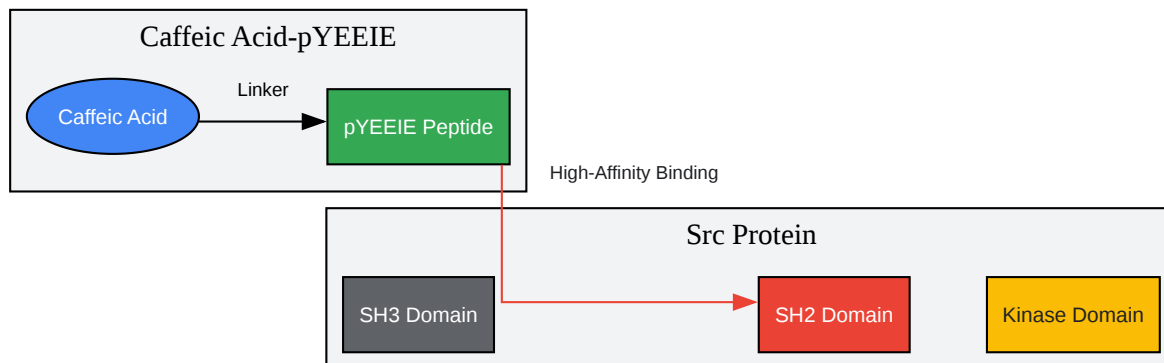 Caffeic Acid-pYEEIE
Linker
Caffeic Acid
pYEEIE Peptide
High-Affinity Binding
Src Protein
SH3 Domain
SH2 Domain
Kinase Domain